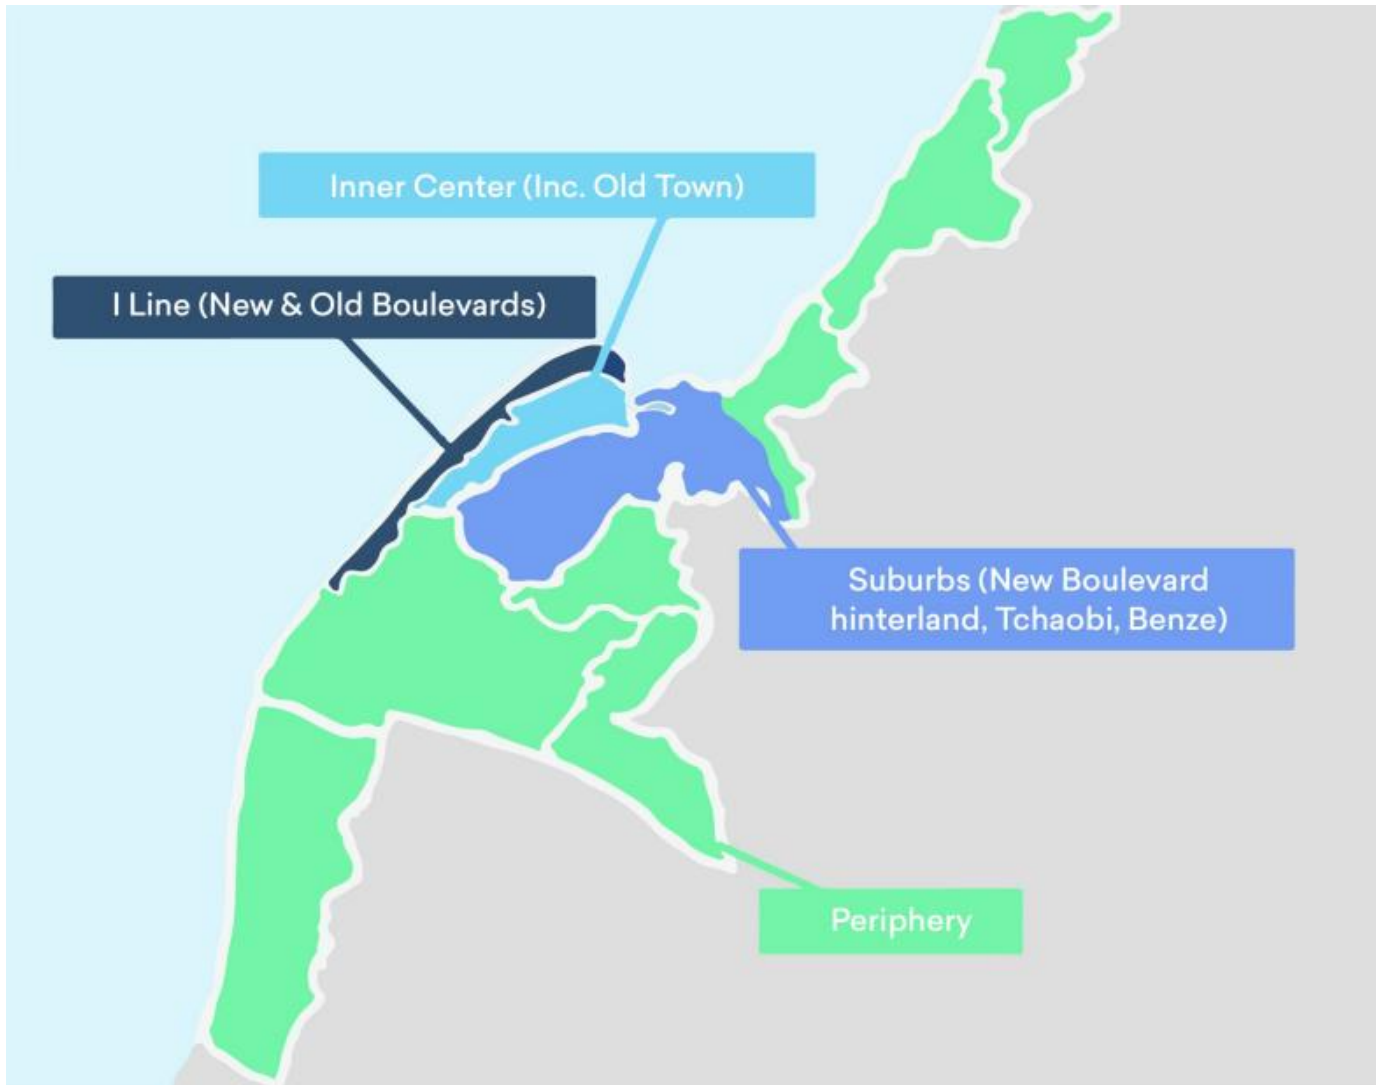 Inner Center (Inc. Old Town)
I Line (New & Old Boulevards)
Suburbs (New Boulevard
hinterland, Tchaobi, Benze)
Periphery